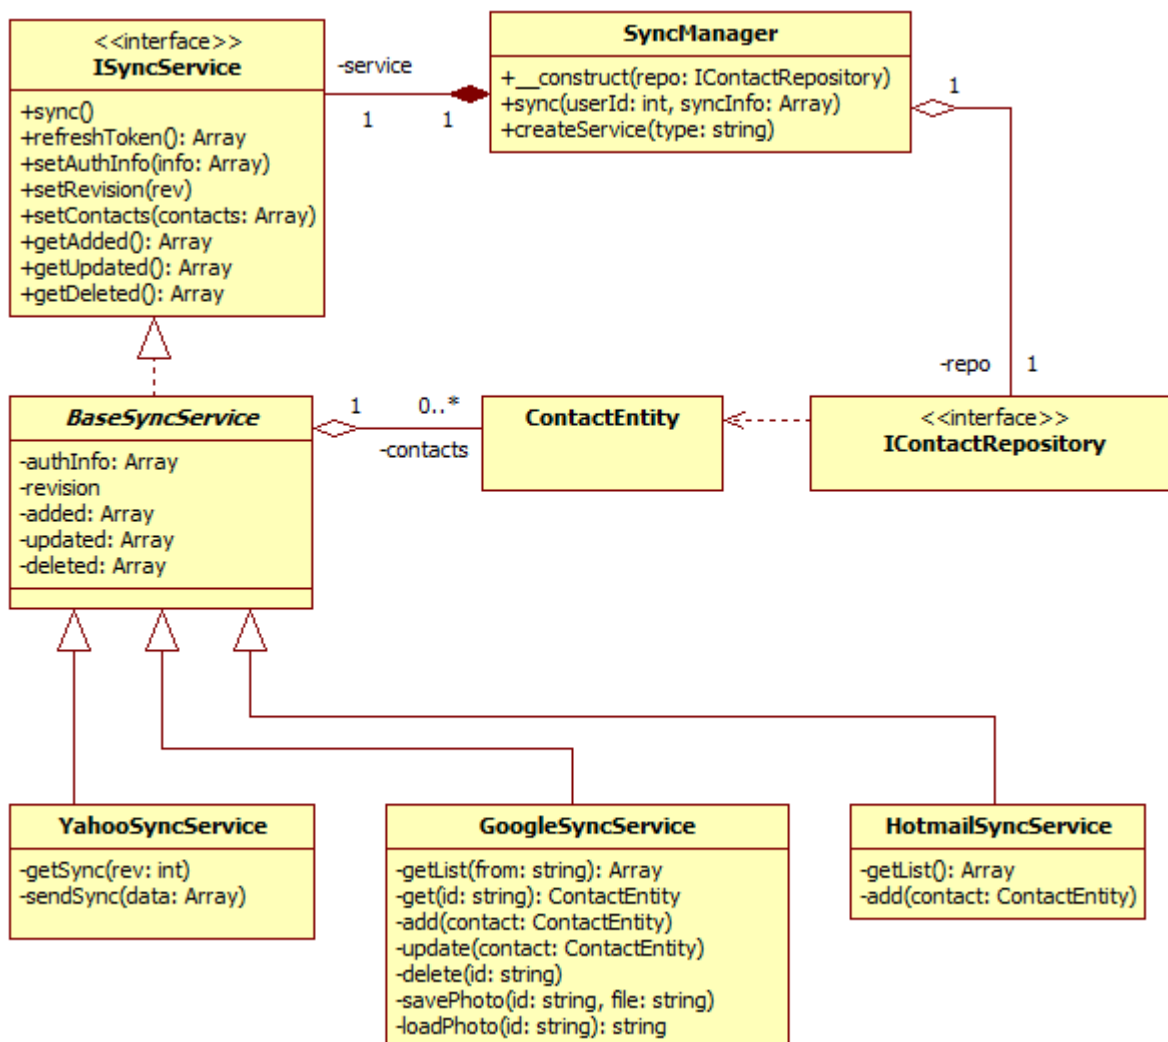 <<interface>>
ISyncService
+sync()
+refreshToken(): Array
+setAuthInfo(info: Array)
+setRevision(rev)
+setContacts(contacts: Array)
+getAdded(): Array
+getUpdated(): Array
+getDeleted(): Array
-service
1
1
SyncManager
+__construct(repo: IContactRepository)
+sync(userId: int, syncInfo: Array)
+createService(type: string)
1
-repo
1
BaseSyncService
-authInfo: Array
-revision
-added: Array
-updated: Array
-deleted: Array
1
0..*
-contacts
ContactEntity
<<interface>>
IContactRepository
YahooSyncService
-getSync(rev: int)
-sendSync(data: Array)
GoogleSyncService
-getList(from: string): Array
-get(id: string): ContactEntity
-add(contact: ContactEntity)
-update(contact: ContactEntity)
-delete(id: string)
-savePhoto(id: string, file: string)
-loadPhoto(id: string): string
HotmailSyncService
-getList(): Array
-add(contact: ContactEntity)